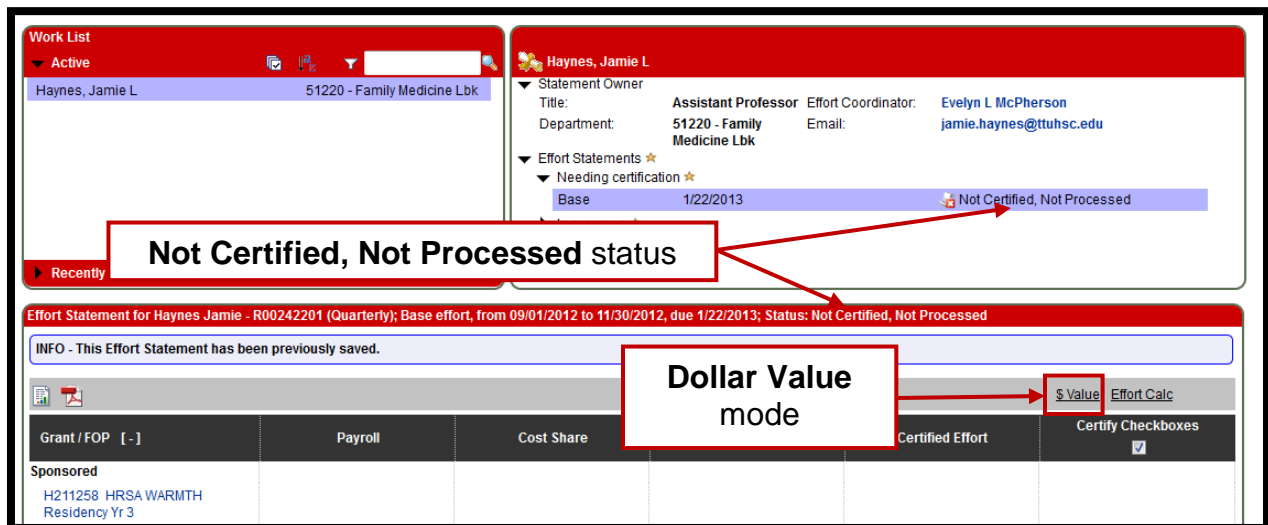 Work List
Active
Haynes, Jamie L 51220 - Family Medicine Lbk
Recently
Haynes, Jamie L
Statement Owner
Title: Assistant Professor Effort Coordinator: Evelyn L McPherson
Department: 51220 - Family Medicine Lbk Email: jamie.haynes@ttuhsc.edu
Effort Statements
Needing certification
Base 1/22/2013 Not Certified, Not Processed
Not Certified, Not Processed status
Effort Statement for Haynes Jamie - R00242201 (Quarterly); Base effort, from 09/01/2012 to 11/30/2012, due 1/22/2013; Status: Not Certified, Not Processed
INFO - This Effort Statement has been previously saved.
Dollar Value
mode
$ Value Effort Calc
Grant / FOP [ - ] Payroll Cost Share Certified Effort Certify Checkboxes
Sponsored
H211258 HRSA WARMTH
Residency Yr 3